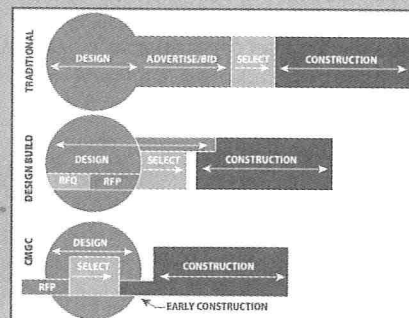 TRADITIONAL
DESIGN
ADVERTISE/BID
SELECT
CONSTRUCTION
DESIGN BUILD
DESIGN
SELECT
CONSTRUCTION
RFQ
RFP
CMGC
DESIGN
SELECT
CONSTRUCTION
RFP
EARLY CONSTRUCTION